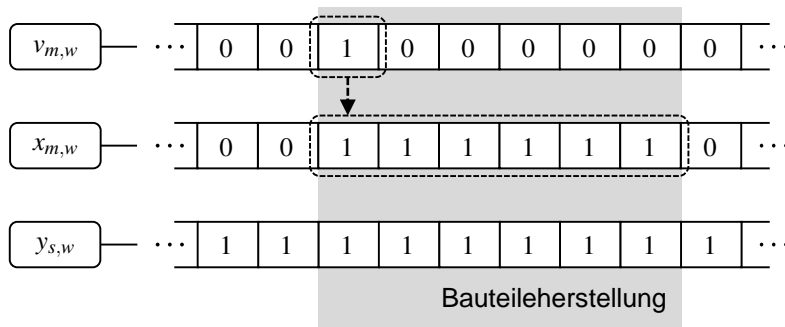 v_{m,w} ··· 0 0 1 0 0 0 0 0 0 ···
x_{m,w} ··· 0 0 1 1 1 1 1 1 0 ···
y_{s,w} ··· 1 1 1 1 1 1 1 1 1 ···
Bauteileherstellung